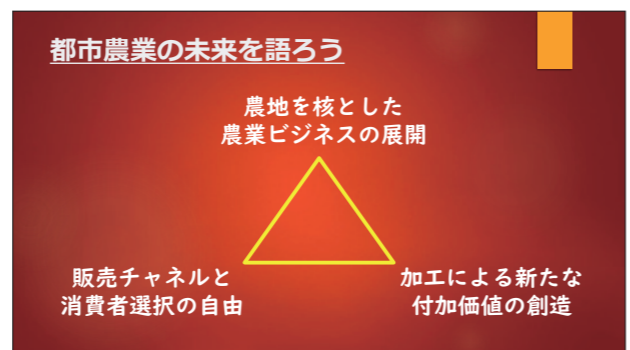 都市農業の未来を語ろう
農地を核とした
農業ビジネスの展開
販売チャネルと
消費者選択の自由
加工による新たな
付加価値の創造